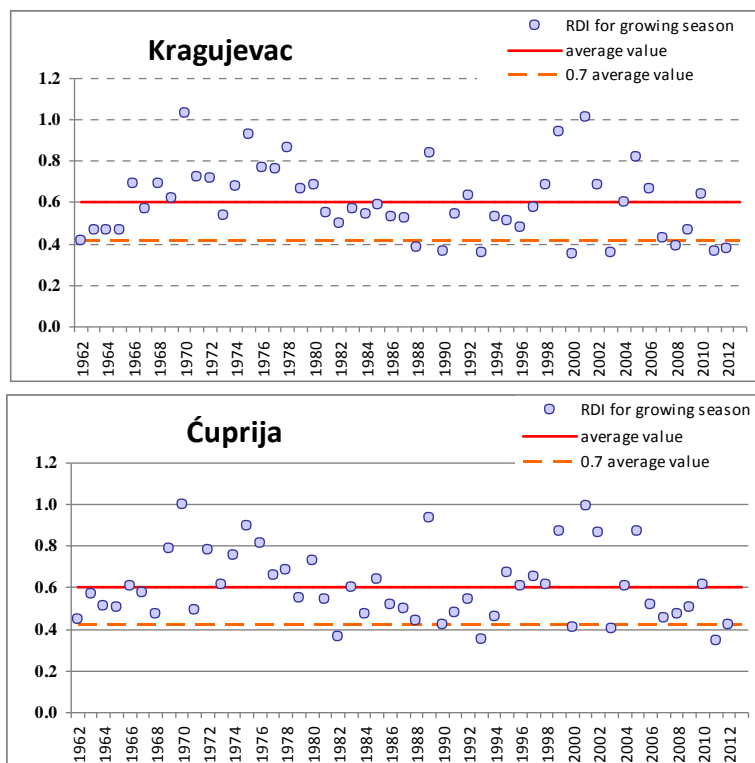 Kragujevac
RDI for growing season
average value
0.7 average value
1.2
1.0
0.8
0.6
0.4
0.2
0.0
1962 1964 1966 1968 1970 1972 1974 1976 1978 1980 1982 1984 1986 1988 1990 1992 1994 1996 1998 2000 2002 2004 2006 2008 2010 2012
Ćuprija
RDI for growing season
average value
0.7 average value
1.2
1.0
0.8
0.6
0.4
0.2
0.0
1962 1964 1966 1968 1970 1972 1974 1976 1978 1980 1982 1984 1986 1988 1990 1992 1994 1996 1998 2000 2002 2004 2006 2008 2010 2012